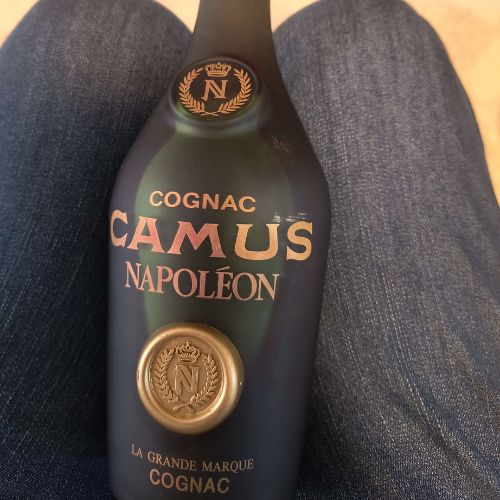 N
COGNAC
CAMUS
NAPOLÉON
N
LA GRANDE MARQUE
COGNAC